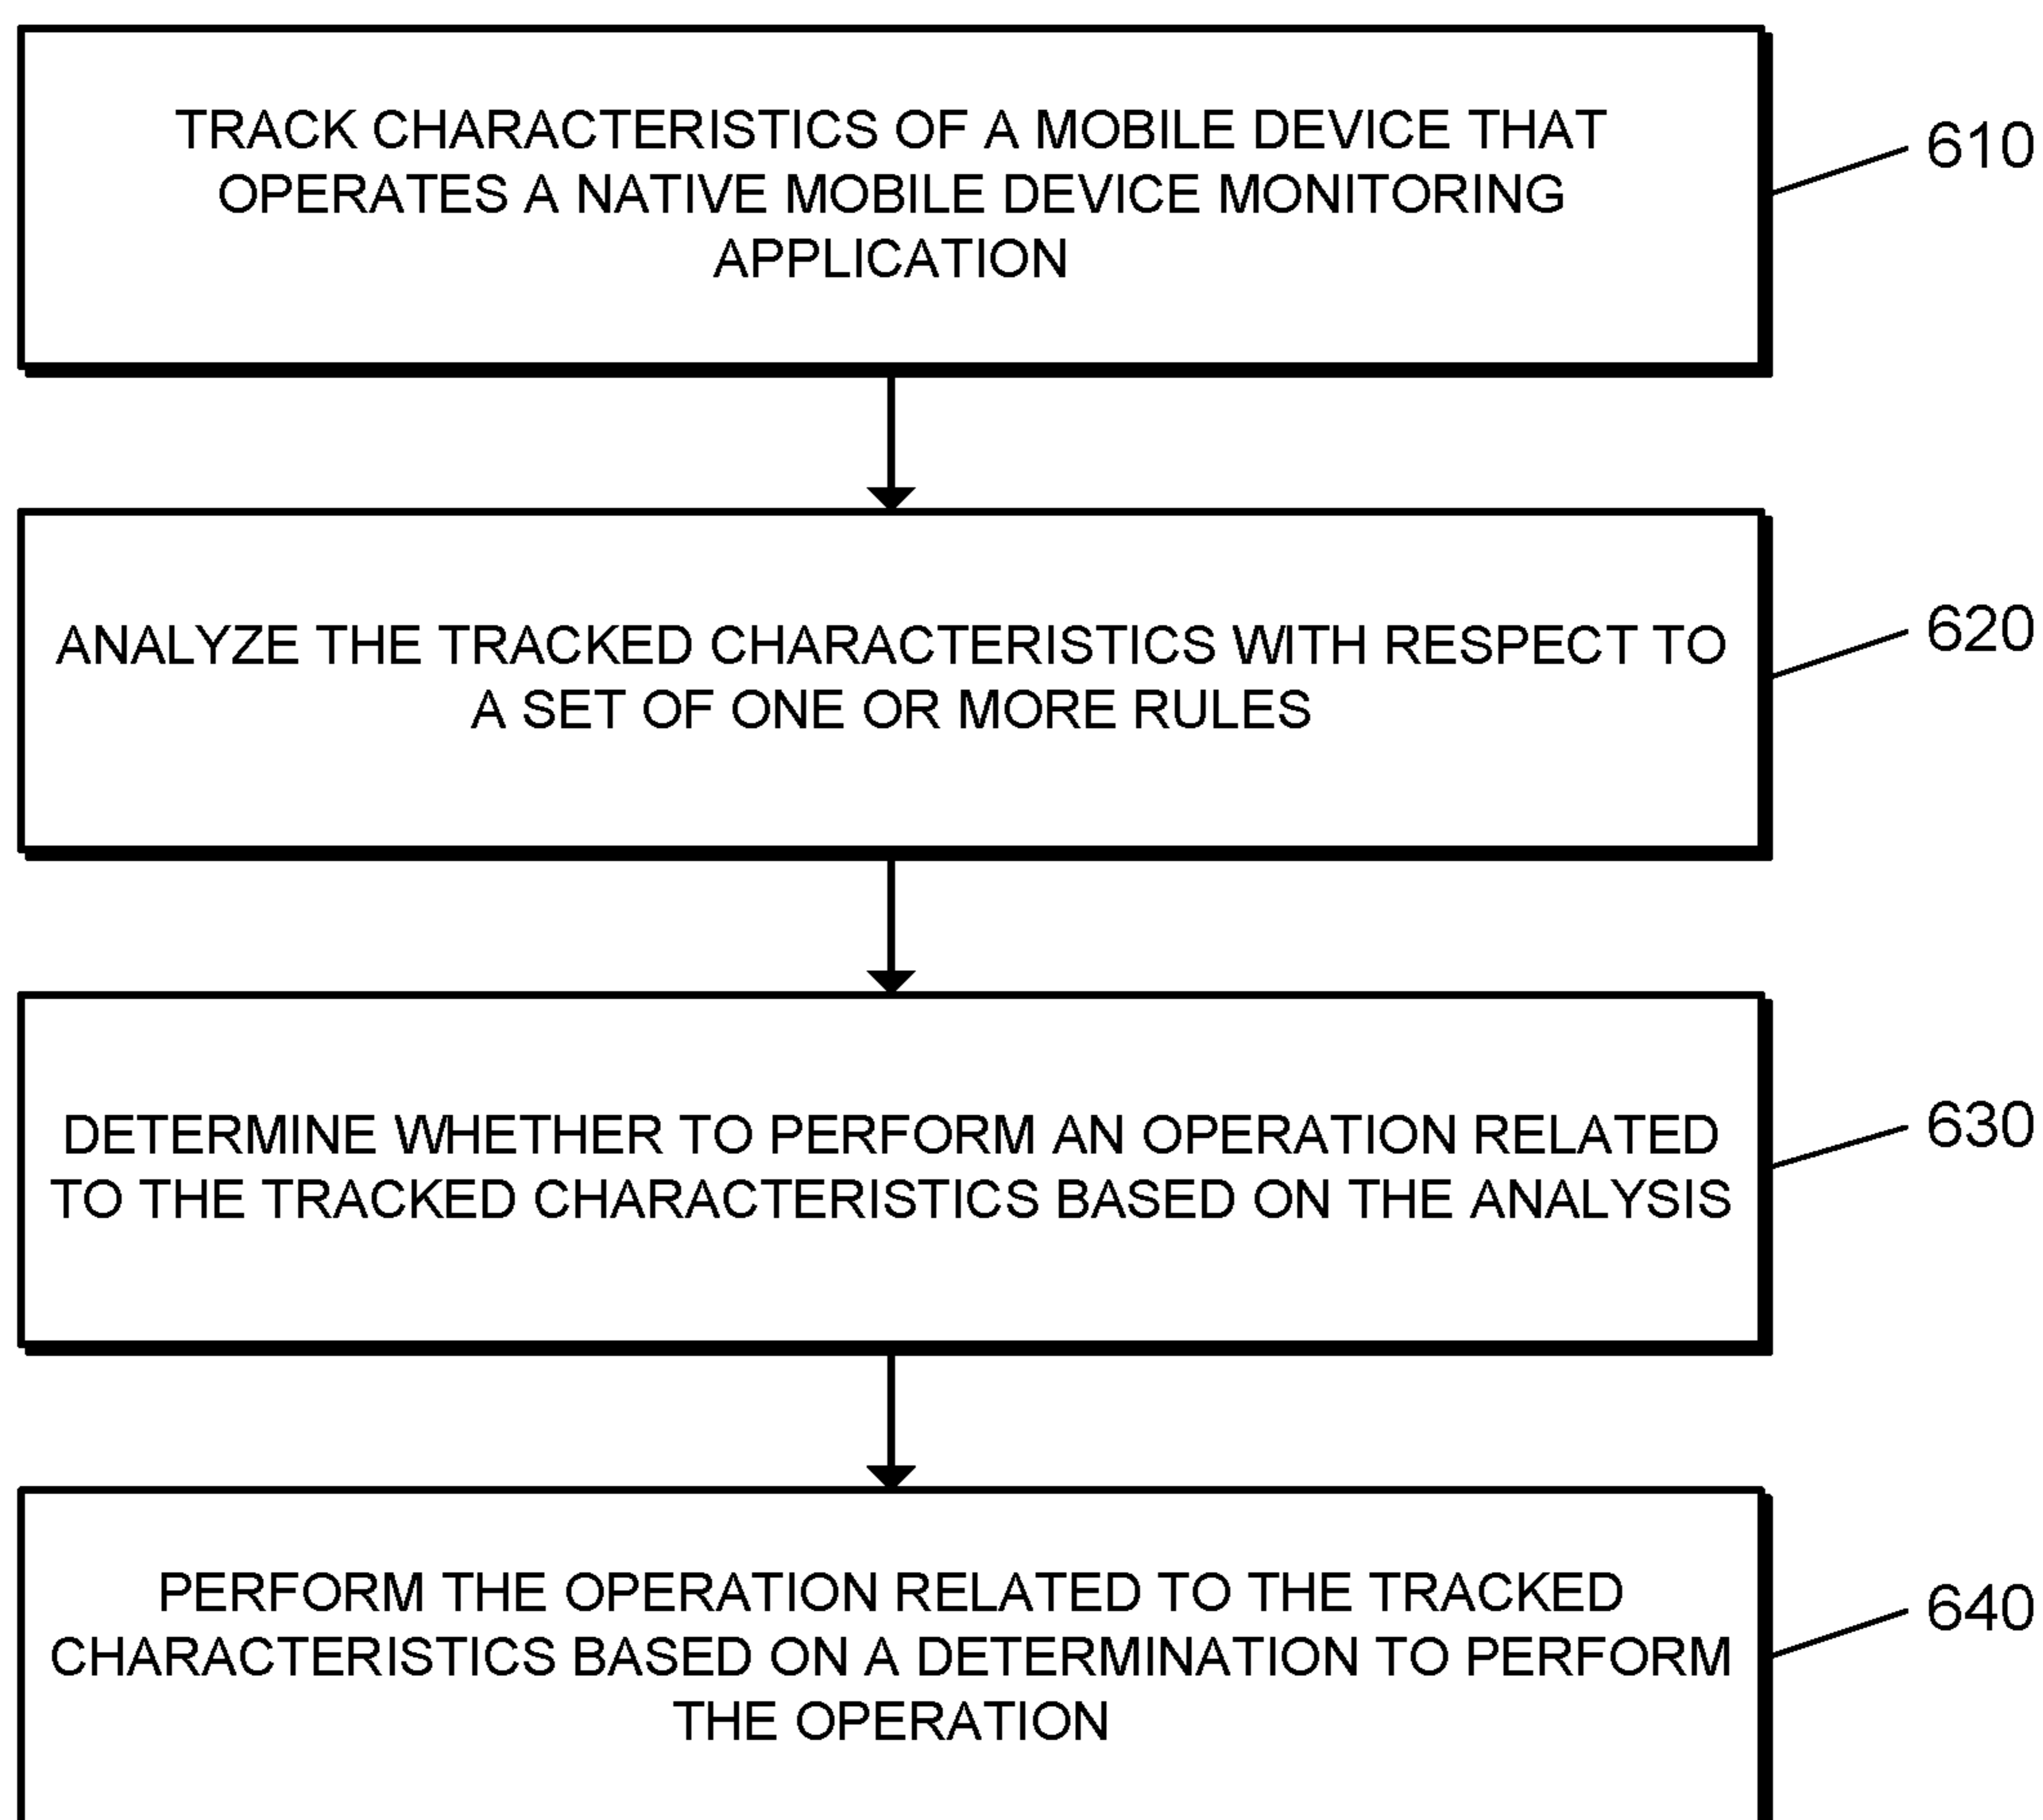 TRACK CHARACTERISTICS OF A MOBILE DEVICE THAT
OPERATES A NATIVE MOBILE DEVICE MONITORING
APPLICATION
610
ANALYZE THE TRACKED CHARACTERISTICS WITH RESPECT TO
A SET OF ONE OR MORE RULES
620
DETERMINE WHETHER TO PERFORM AN OPERATION RELATED
TO THE TRACKED CHARACTERISTICS BASED ON THE ANALYSIS
630
PERFORM THE OPERATION RELATED TO THE TRACKED
CHARACTERISTICS BASED ON A DETERMINATION TO PERFORM
THE OPERATION
640